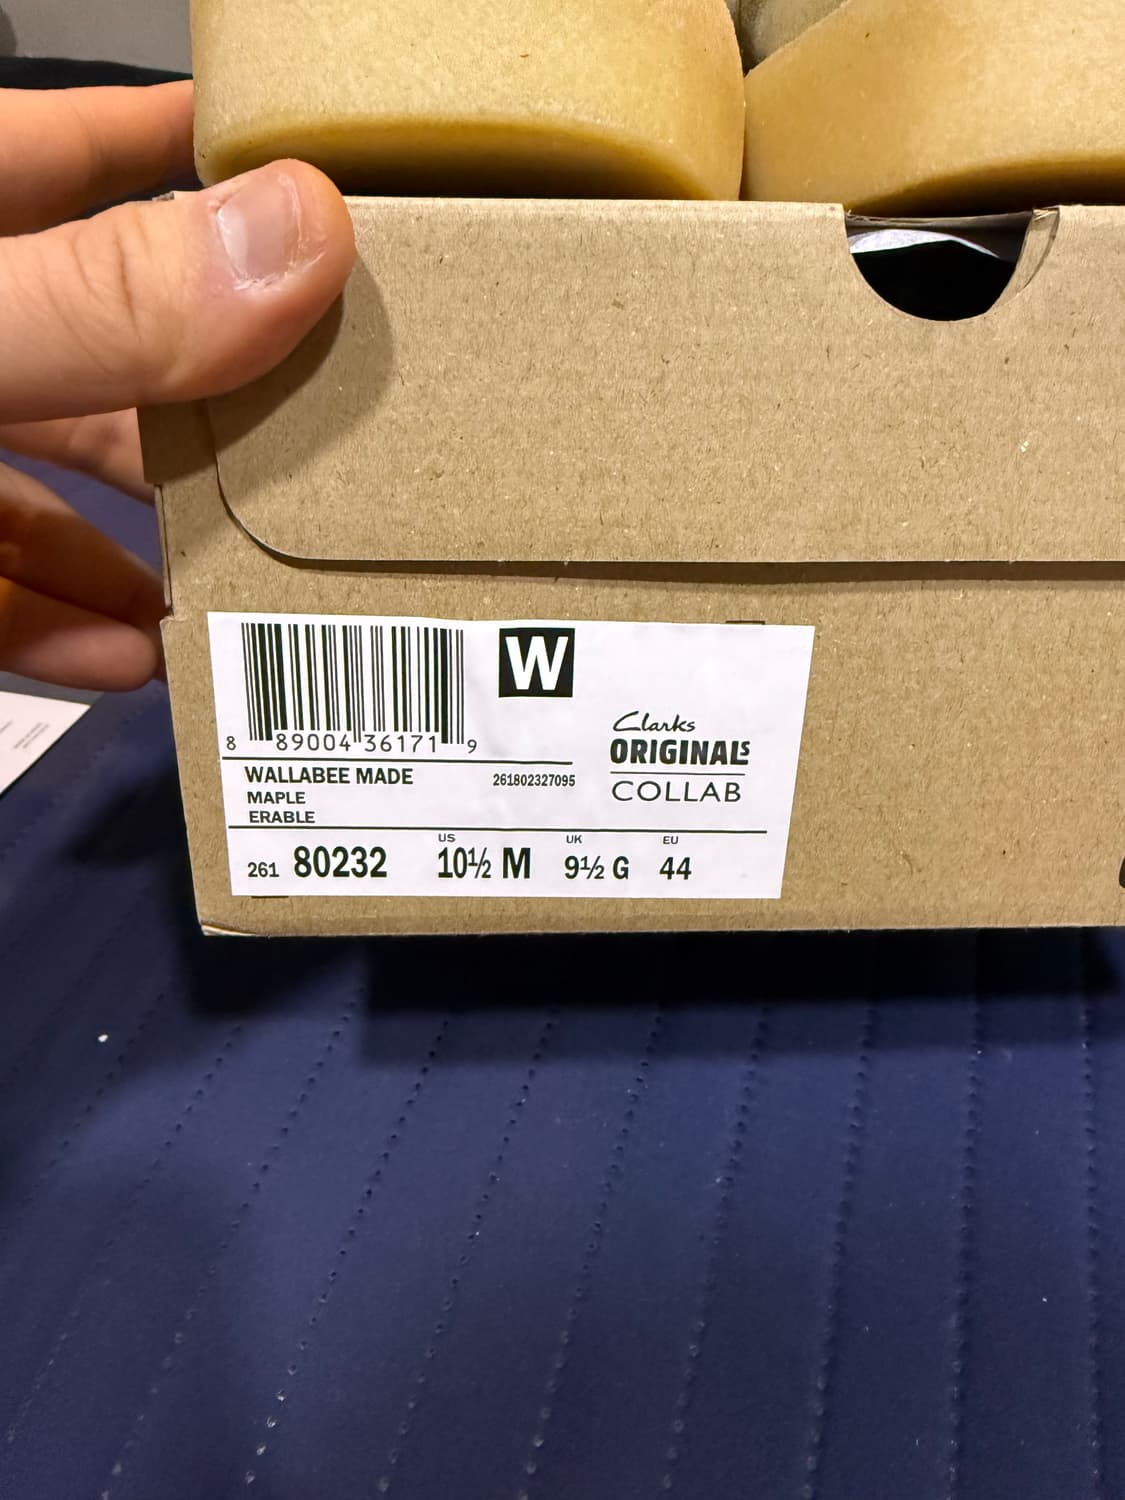 W
8 89004 36171 9
Clarks
ORIGINALS
WALLABEE MADE 261802327095
COLLAB
MAPLE
ERABLE
US UK EU
261 80232 10½ M 9½ G 44